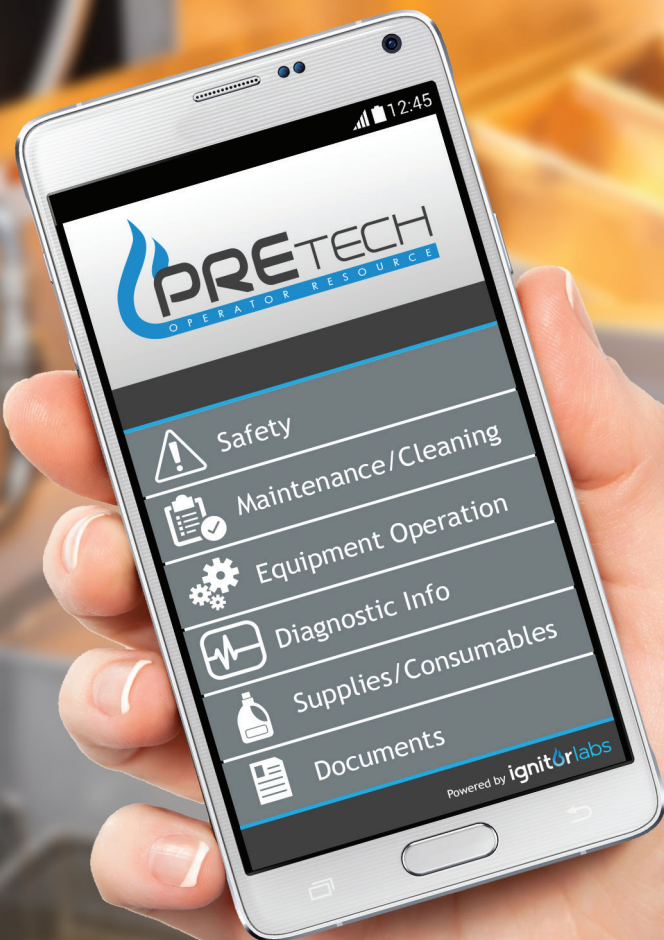 12:45
PRETECH
OPERATOR RESOURCE
Safety
Maintenance/Cleaning
Equipment Operation
Diagnostic Info
Supplies/Consumables
Documents
Powered by ignitorlabs